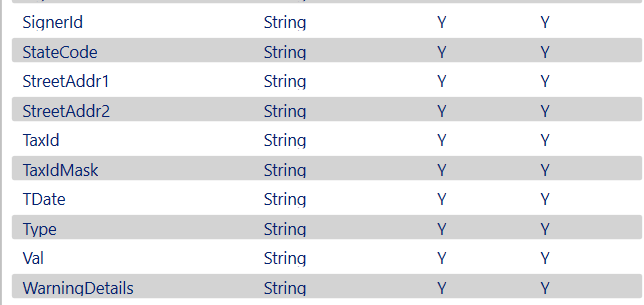 SignerId String Y Y
StateCode String Y Y
StreetAddr1 String Y Y
StreetAddr2 String Y Y
TaxId String Y Y
TaxIdMask String Y Y
TDate String Y Y
Type String Y Y
Val String Y Y
WarningDetails String Y Y